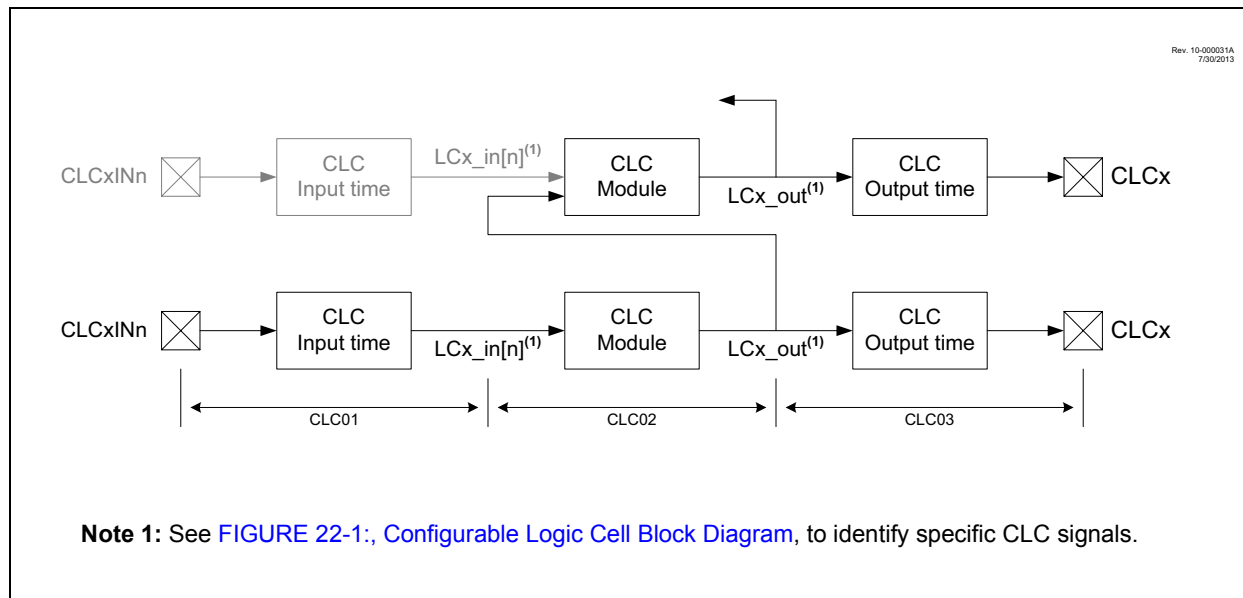 Rev. 10-000031A
7/30/2013
CLCxINn
CLC
Input time
LCx_in[n](1)
CLC
Module
LCx_out(1)
CLC
Output time
CLCx
CLCxINn
CLC
Input time
LCx_in[n](1)
CLC
Module
LCx_out(1)
CLC
Output time
CLCx
CLC01
CLC02
CLC03
Note 1: See FIGURE 22-1:, Configurable Logic Cell Block Diagram, to identify specific CLC signals.